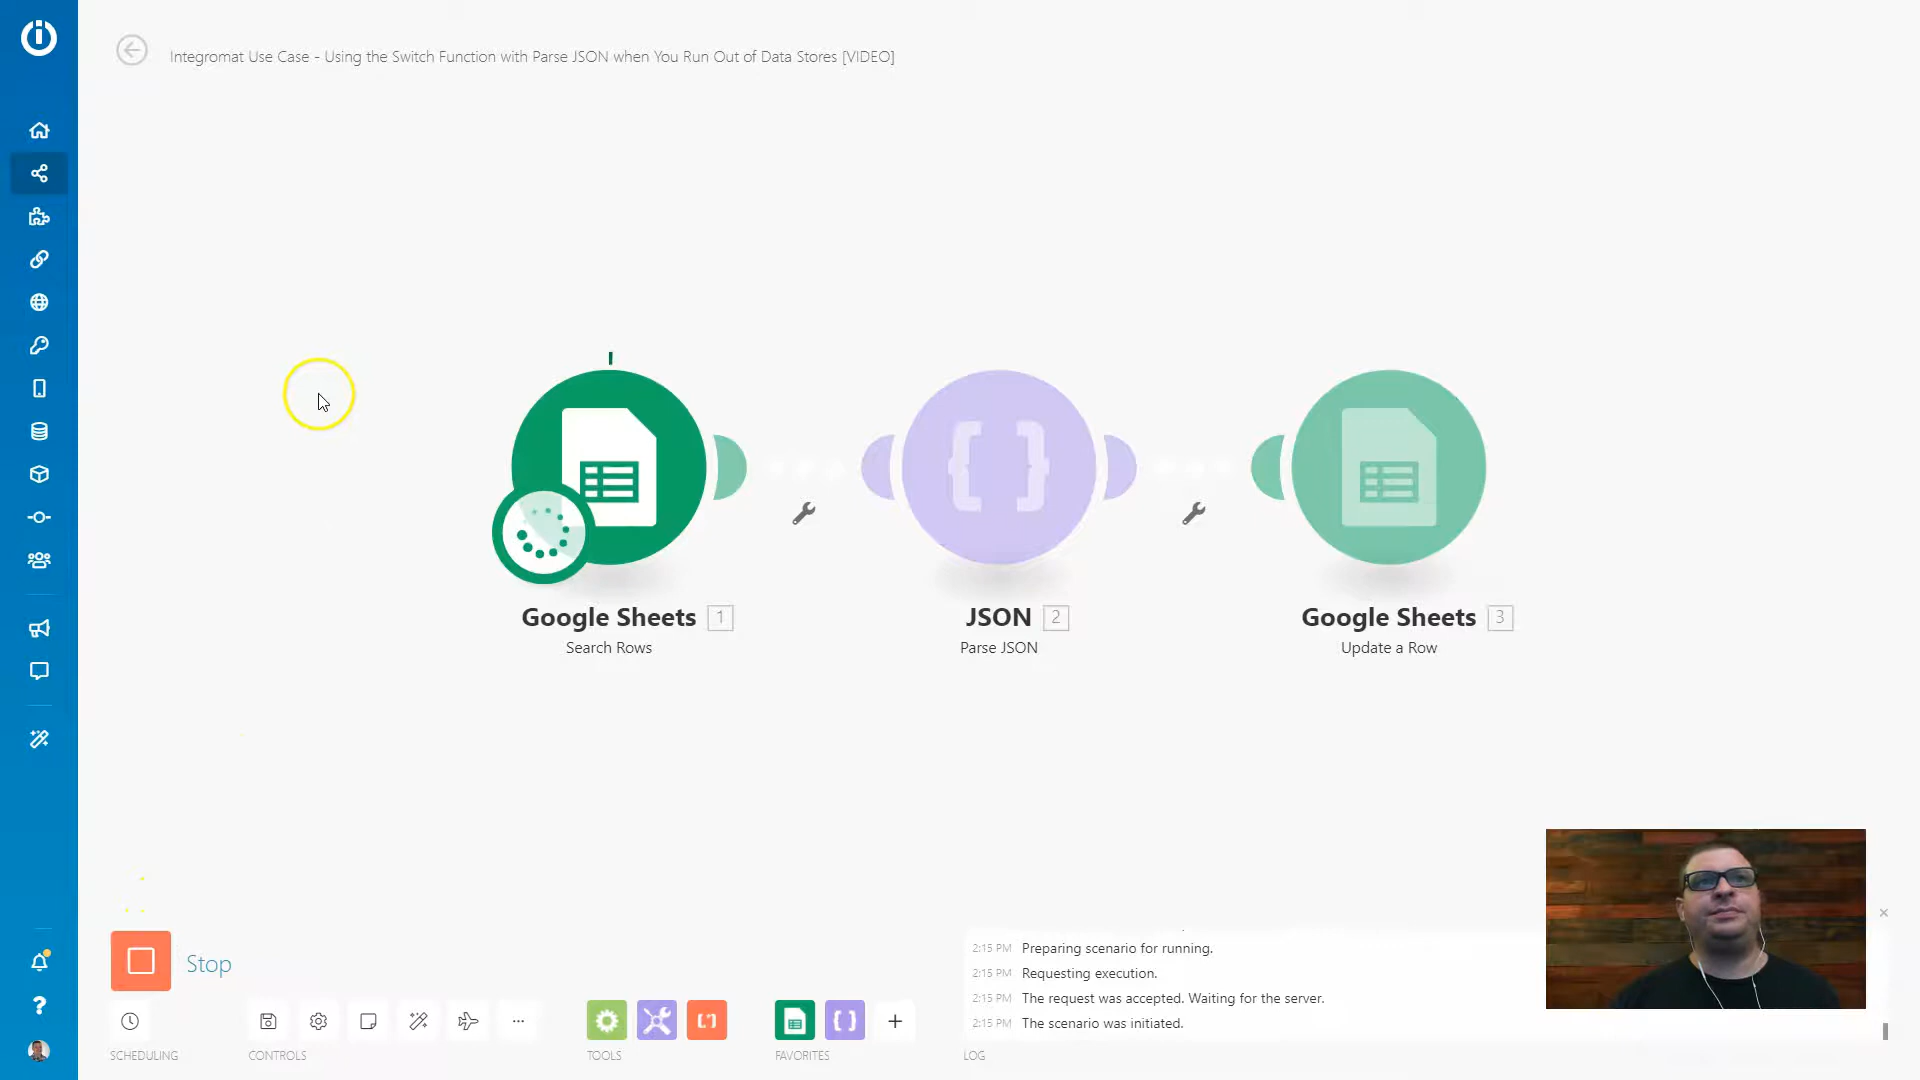 Integromat Use Case - Using the Switch Function with Parse JSON when You Run Out of Data Stores [VIDEO]
Google Sheets 1
Search Rows
JSON 2
Parse JSON
Google Sheets 3
Update a Row
Stop
2:15 PM Preparing scenario for running.
2:15 PM Requesting execution.
2:15 PM The request was accepted. Waiting for the server.
2:15 PM The scenario was initiated.
SCHEDULING
CONTROLS
TOOLS
FAVORITES
LOG